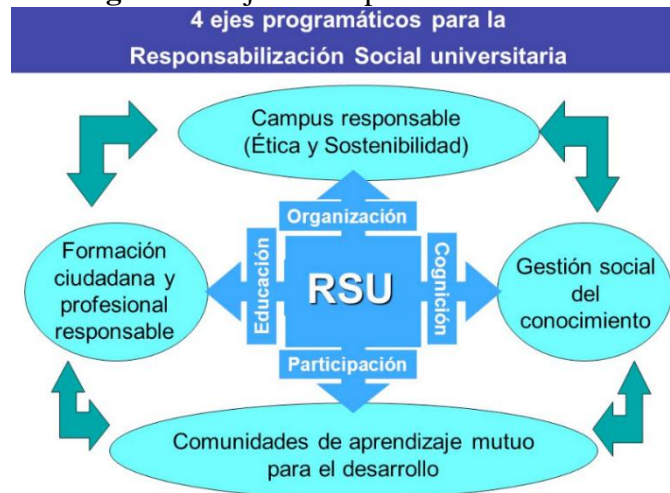 4 ejes programáticos para la
Responsabilización Social universitaria
Campus responsable
(Ética y Sostenibilidad)
Organización
Formación
ciudadana y
profesional
responsable
Educación
RSU
Cognición
Gestión social
del
conocimiento
Participación
Comunidades de aprendizaje mutuo
para el desarrollo